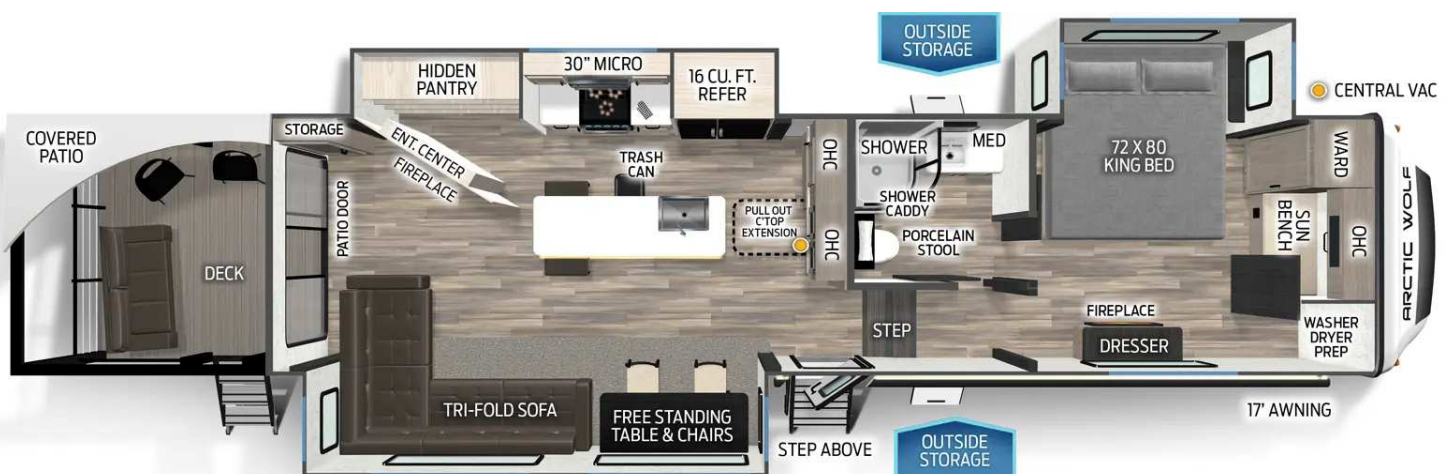 OUTSIDE
STORAGE
CENTRAL VAC
HIDDEN
PANTRY
30" MICRO
16 CU. FT.
REFER
COVERED
PATIO
STORAGE
ENT. CENTER
FIREPLACE
TRASH
CAN
OHC
SHOWER
MED
SHOWER
CADDY
72 X 80
KING BED
WARD
SUN
BENCH
OHC
PATIO DOOR
PULL OUT
C'TOP
EXTENSION
OHC
PORCELAIN
STOOL
DECK
ARCTIC WOLF
STEP
FIREPLACE
DRESSER
WASHER
DRYER
PREP
TRI-FOLD SOFA
FREE STANDING
TABLE & CHAIRS
STEP ABOVE
17' AWNING
OUTSIDE
STORAGE